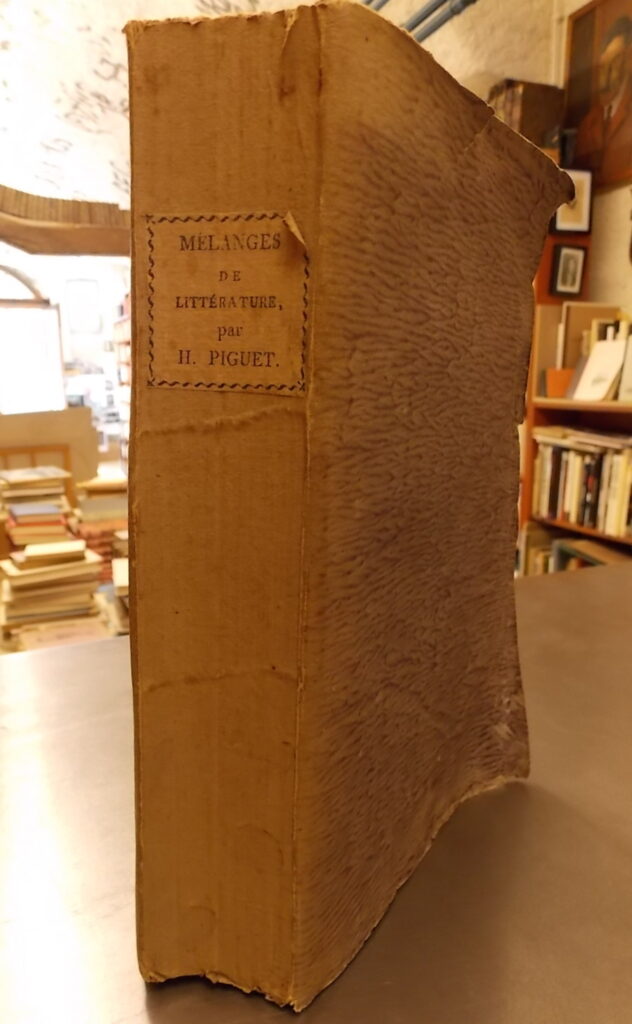 MÉLANGES
DE
LITTÉRATURE,
par
H. PIGUET.